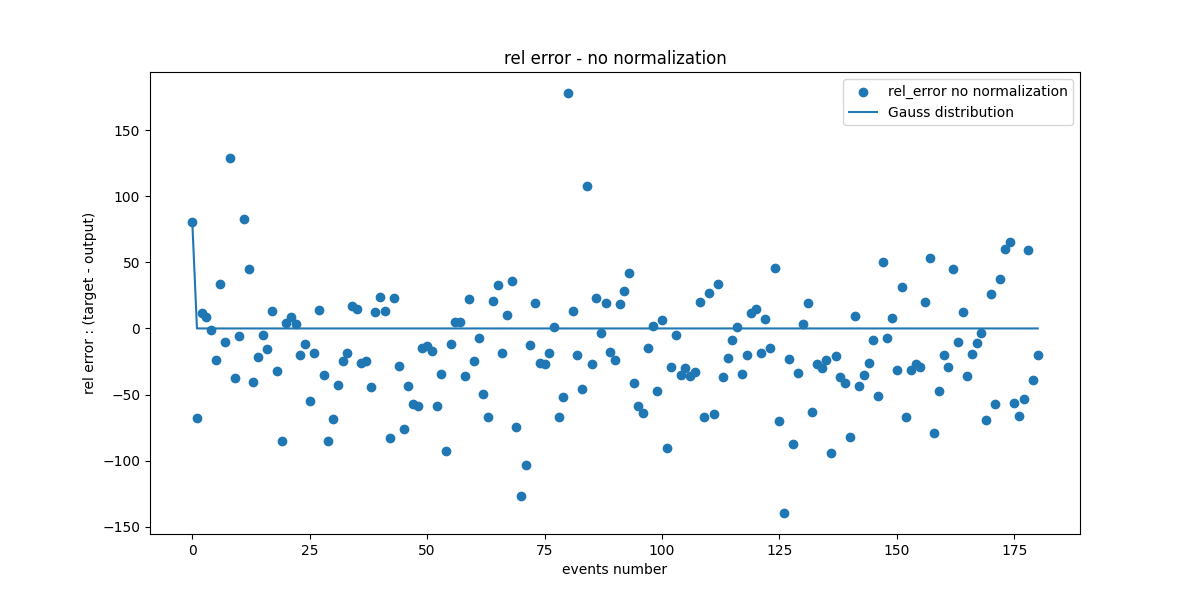 rel error - no normalization
rel_error no normalization
Gauss distribution
150
100
50
0
−50
−100
−150
rel error : (target - output)
0 25 50 75 100 125 150 175
events number